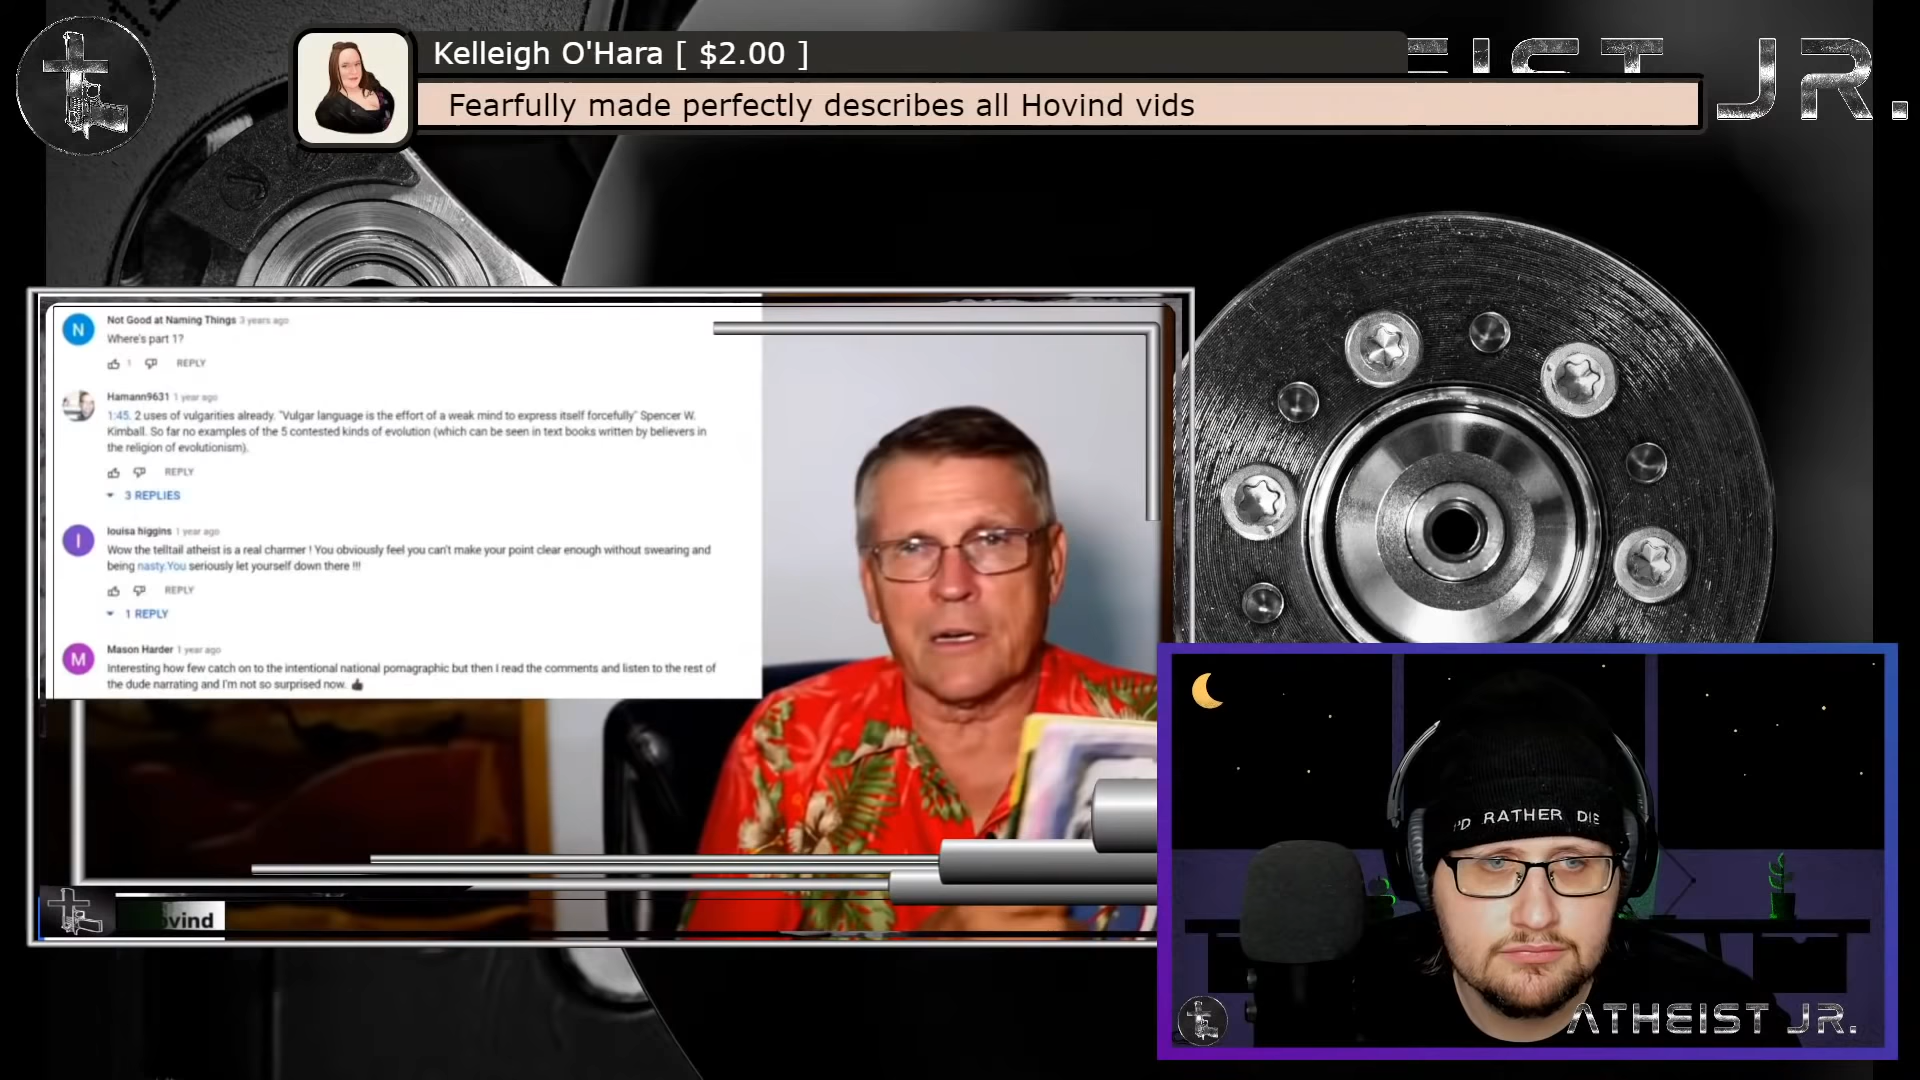 Kelleigh O'Hara [ $2.00 ]
EIST JR.
Fearfully made perfectly describes all Hovind vids
N
Not Good at Naming Things 3 years ago
Where's part 1?
1 REPLY
Hamann9631 1 year ago
1:45. 2 uses of vulgarities already. "Vulgar language is the effort of a weak mind to express itself forcefully" Spencer W.
Kimball. So far no examples of the 5 contested kinds of evolution (which can be seen in text books written by believers in
the religion of evolutionism).
REPLY
3 REPLIES
l
louisa higgins 1 year ago
Wow the telltail atheist is a real charmer ! You obviously feel you can't make your point clear enough without swearing and
being nasty.You seriously let yourself down there !!!
REPLY
1 REPLY
M
Mason Harder 1 year ago
Interesting how few catch on to the intentional national pornagraphic but then I read the comments and listen to the rest of
the dude narrating and I'm not so surprised now.
ovind
I'D RATHER DIE
ATHEIST JR.